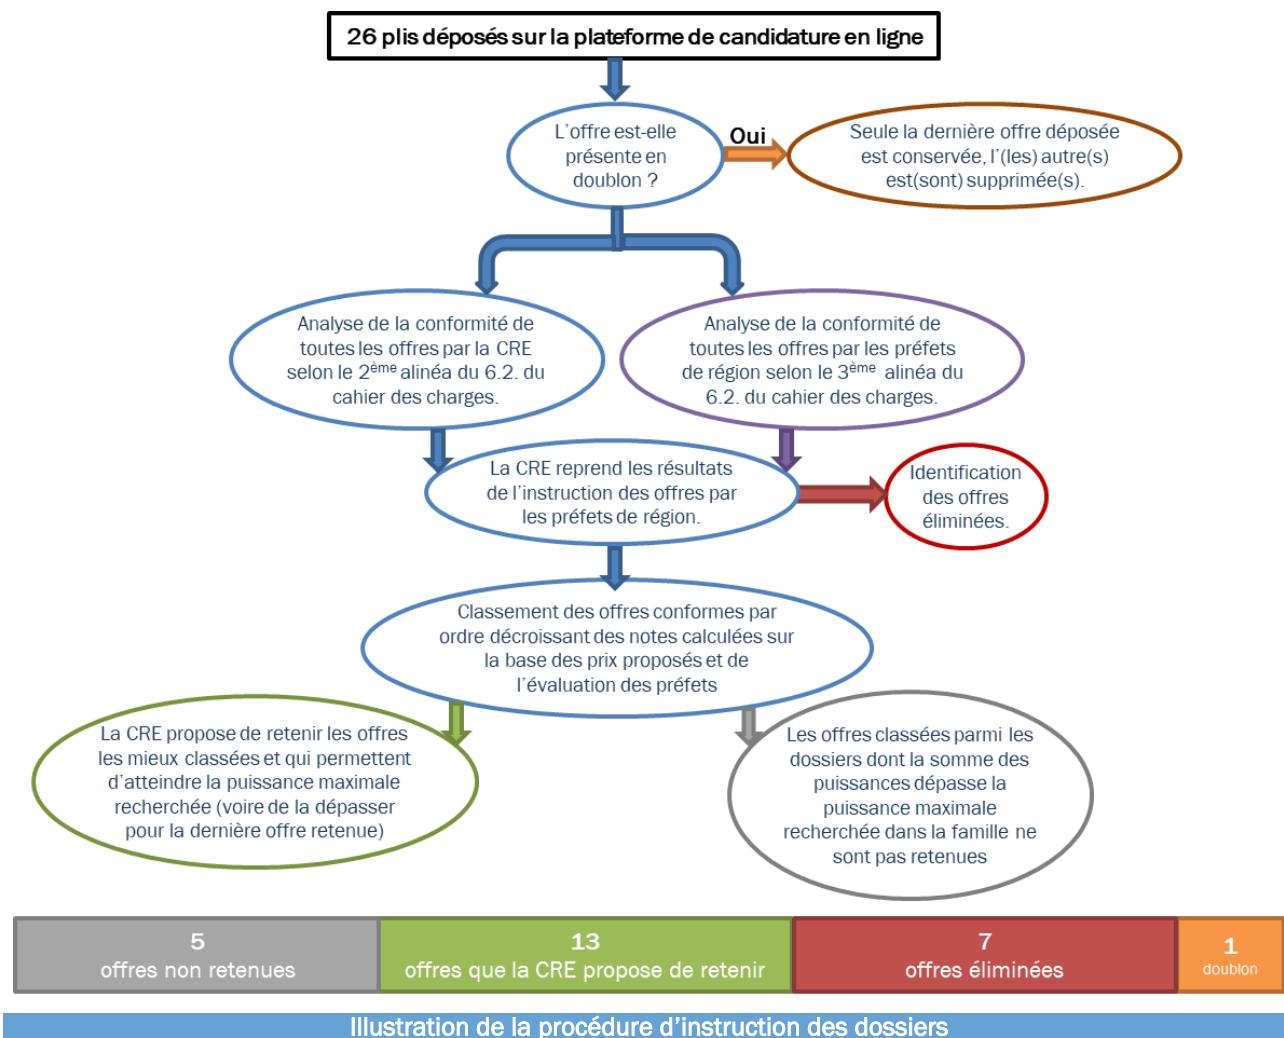 26 plis déposés sur la plateforme de candidature en ligne
L'offre est-elle
présente en
doublon ?
Oui
Seule la dernière offre déposée
est conservée, l'(les) autre(s)
est(sont) supprimée(s).
Analyse de la conformité de
toutes les offres par la CRE
selon le 2ème alinéa du 6.2. du
cahier des charges.
Analyse de la conformité de
toutes les offres par les préfets
de région selon le 3ème alinéa du
6.2. du cahier des charges.
La CRE reprend les résultats
de l'instruction des offres par
les préfets de région.
Identification
des offres
éliminées.
Classement des offres conformes par
ordre décroissant des notes calculées sur
la base des prix proposés et de
l'évaluation des préfets
La CRE propose de retenir les offres
les mieux classées et qui permettent
d'atteindre la puissance maximale
recherchée (voire de la dépasser
pour la dernière offre retenue)
Les offres classées parmi les
dossiers dont la somme des
puissances dépasse la
puissance maximale
recherchée dans la famille ne
sont pas retenues
5
offres non retenues
13
offres que la CRE propose de retenir
7
offres éliminées
1
doublon
Illustration de la procédure d'instruction des dossiers